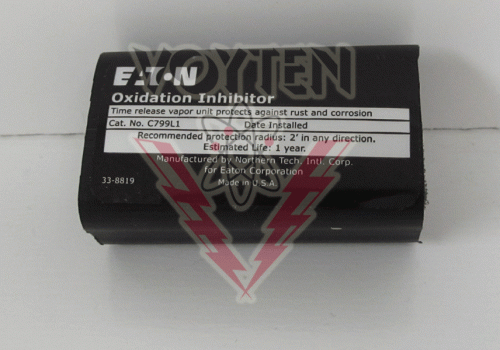 VOYTEN
EATON
Oxidation Inhibitor
Time release vapor unit protects against rust and corrosion
Cat. No. C799L1 Date Installed
Recommended protection radius: 2' in any direction.
Estimated Life: 1 year.
Manufactured by Northern Tech. Intl. Corp.
for Eaton Corporation
33-8819 Made in U.S.A